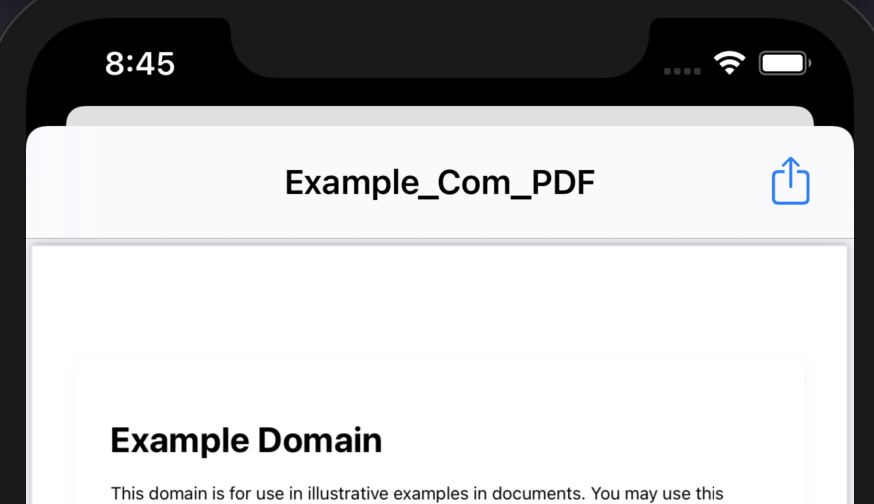 8:45
Example_Com_PDF
Example Domain
This domain is for use in illustrative examples in documents. You may use this